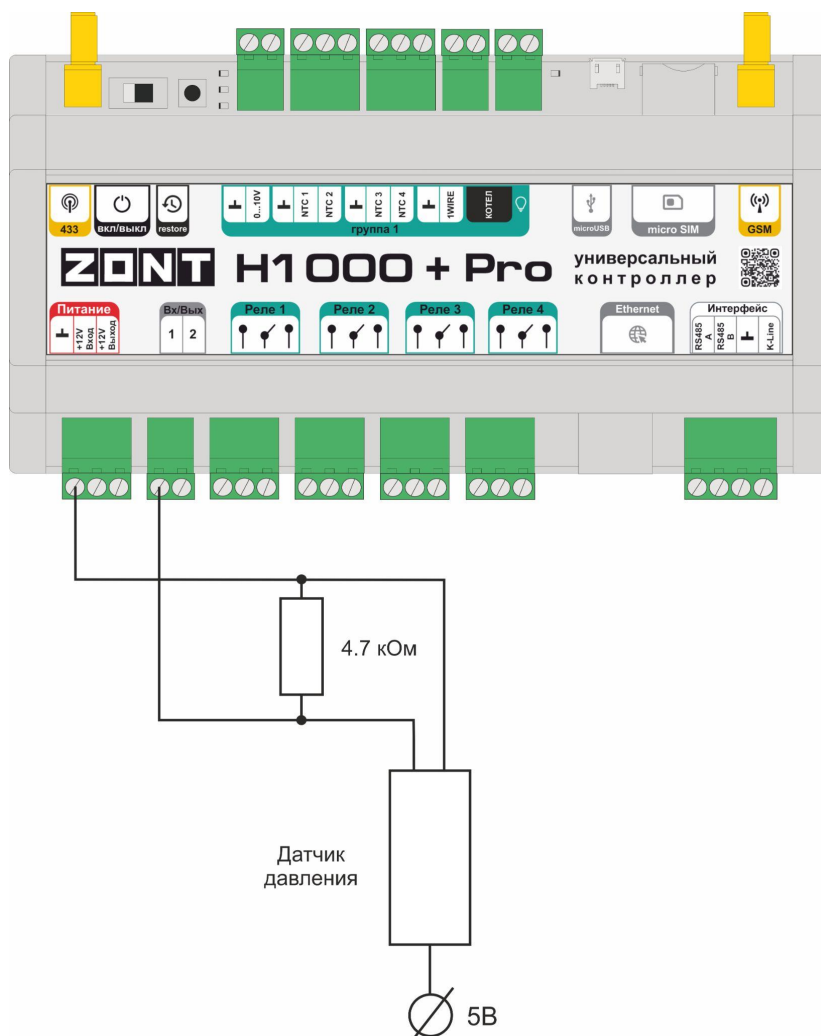 0...10V
NTC 1
NTC 2
NTC 3
NTC 4
1WIRE
КОТЕЛ
433
вкл/выкл
restore
группа 1
microUSB
micro SIM
GSM
ZONT H1000 + Pro
универсальный
контроллер
Питание
Вх/Вых
Реле 1
Реле 2
Реле 3
Реле 4
Ethernet
Интерфейс
+12V
Вход
+12V
Выход
1 2
RS485
A
RS485
B
K-Line
4.7 кОм
Датчик
давления
5В